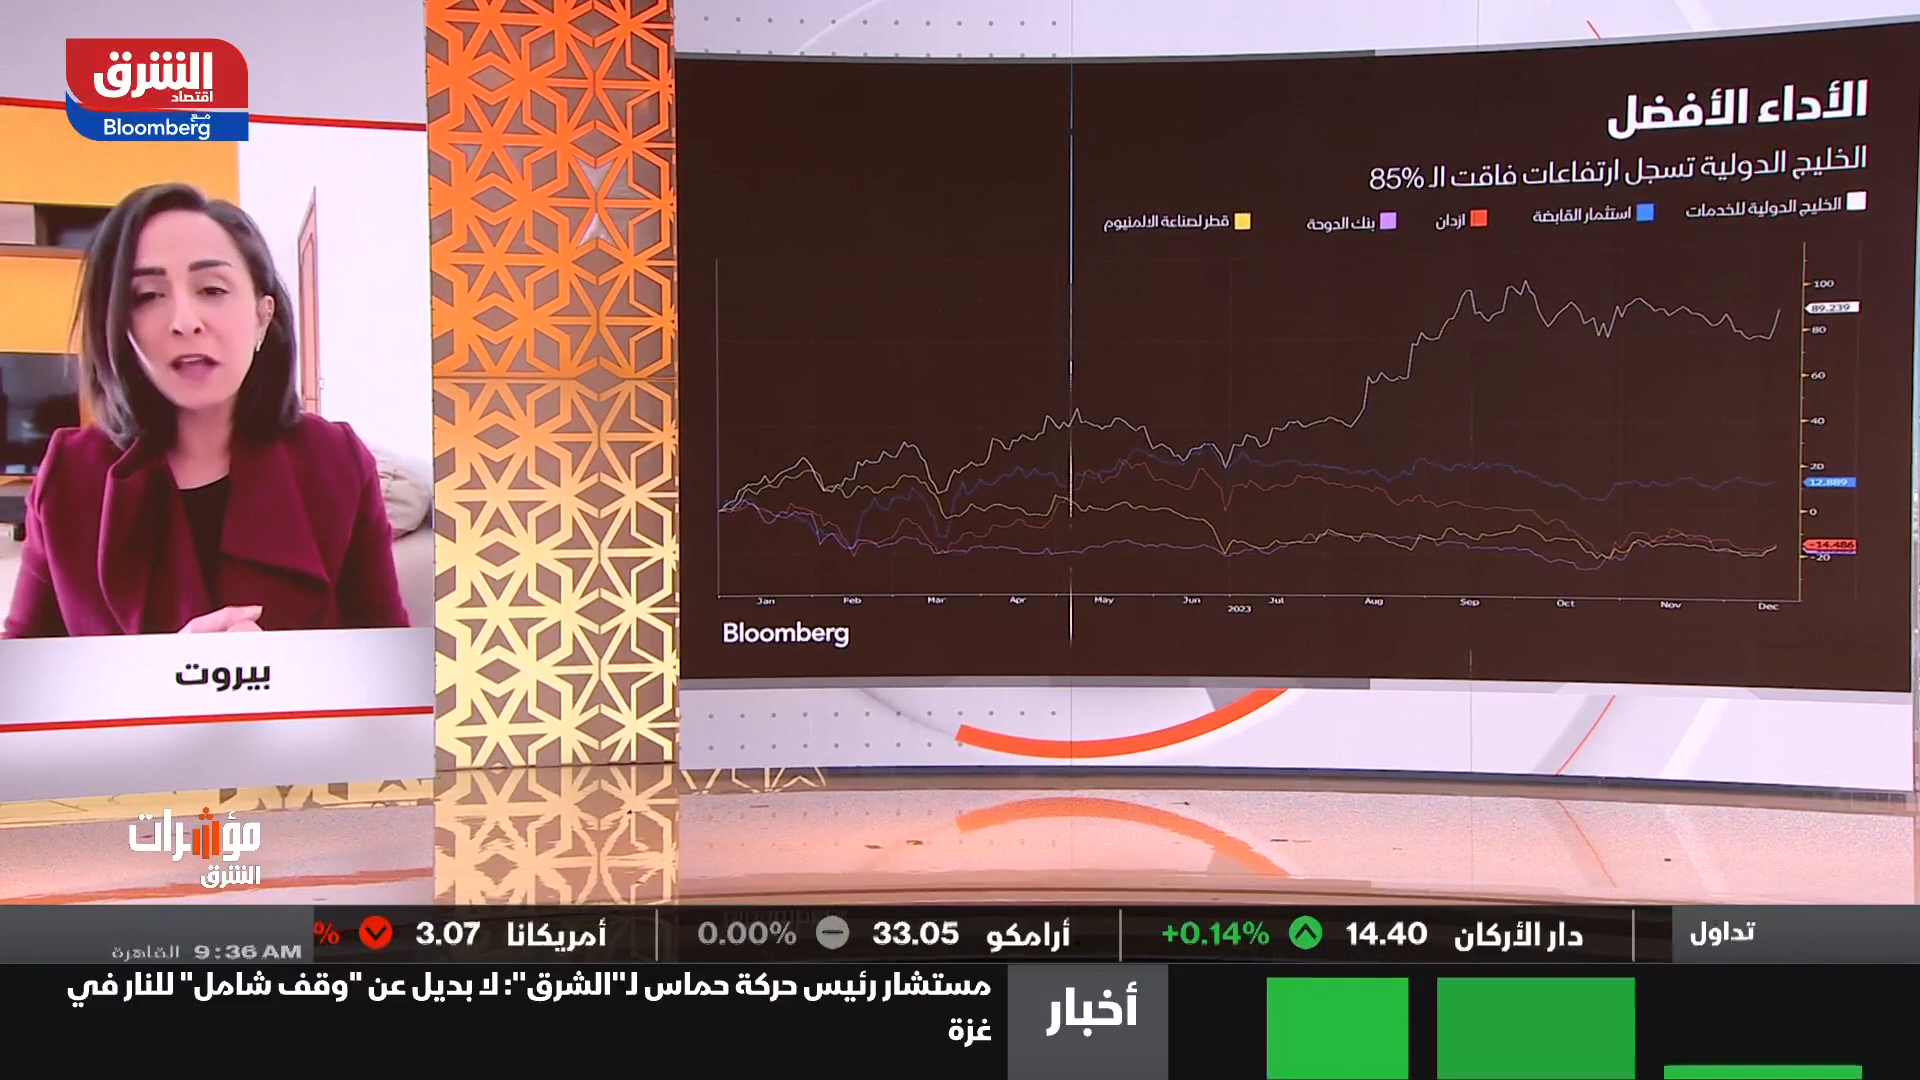 الشرق
اقتصاد
مع
Bloomberg
الأداء الأفضل
الخليج الدولية تسجل ارتفاعات فاقت الـ 85%
الخليج الدولية للخدمات
استثمار القابضة
ازدان
بنك الدوحة
قطر لصناعة الالمنيوم
100
89.239
80
60
40
20
12.889
0
-14.486
-20
Jan Feb Mar Apr May Jun Jul Aug Sep Oct Nov Dec
2023
Bloomberg
بيروت
مؤشرات
الشرق
تداول
دار الأركان 14.40 +0.14%
أرامكو 33.05 0.00%
أمريكانا 3.07 %
9:36 AM القاهرة
أخبار
مستشار رئيس حركة حماس لـ"الشرق": لا بديل عن "وقف شامل" للنار في
غزة